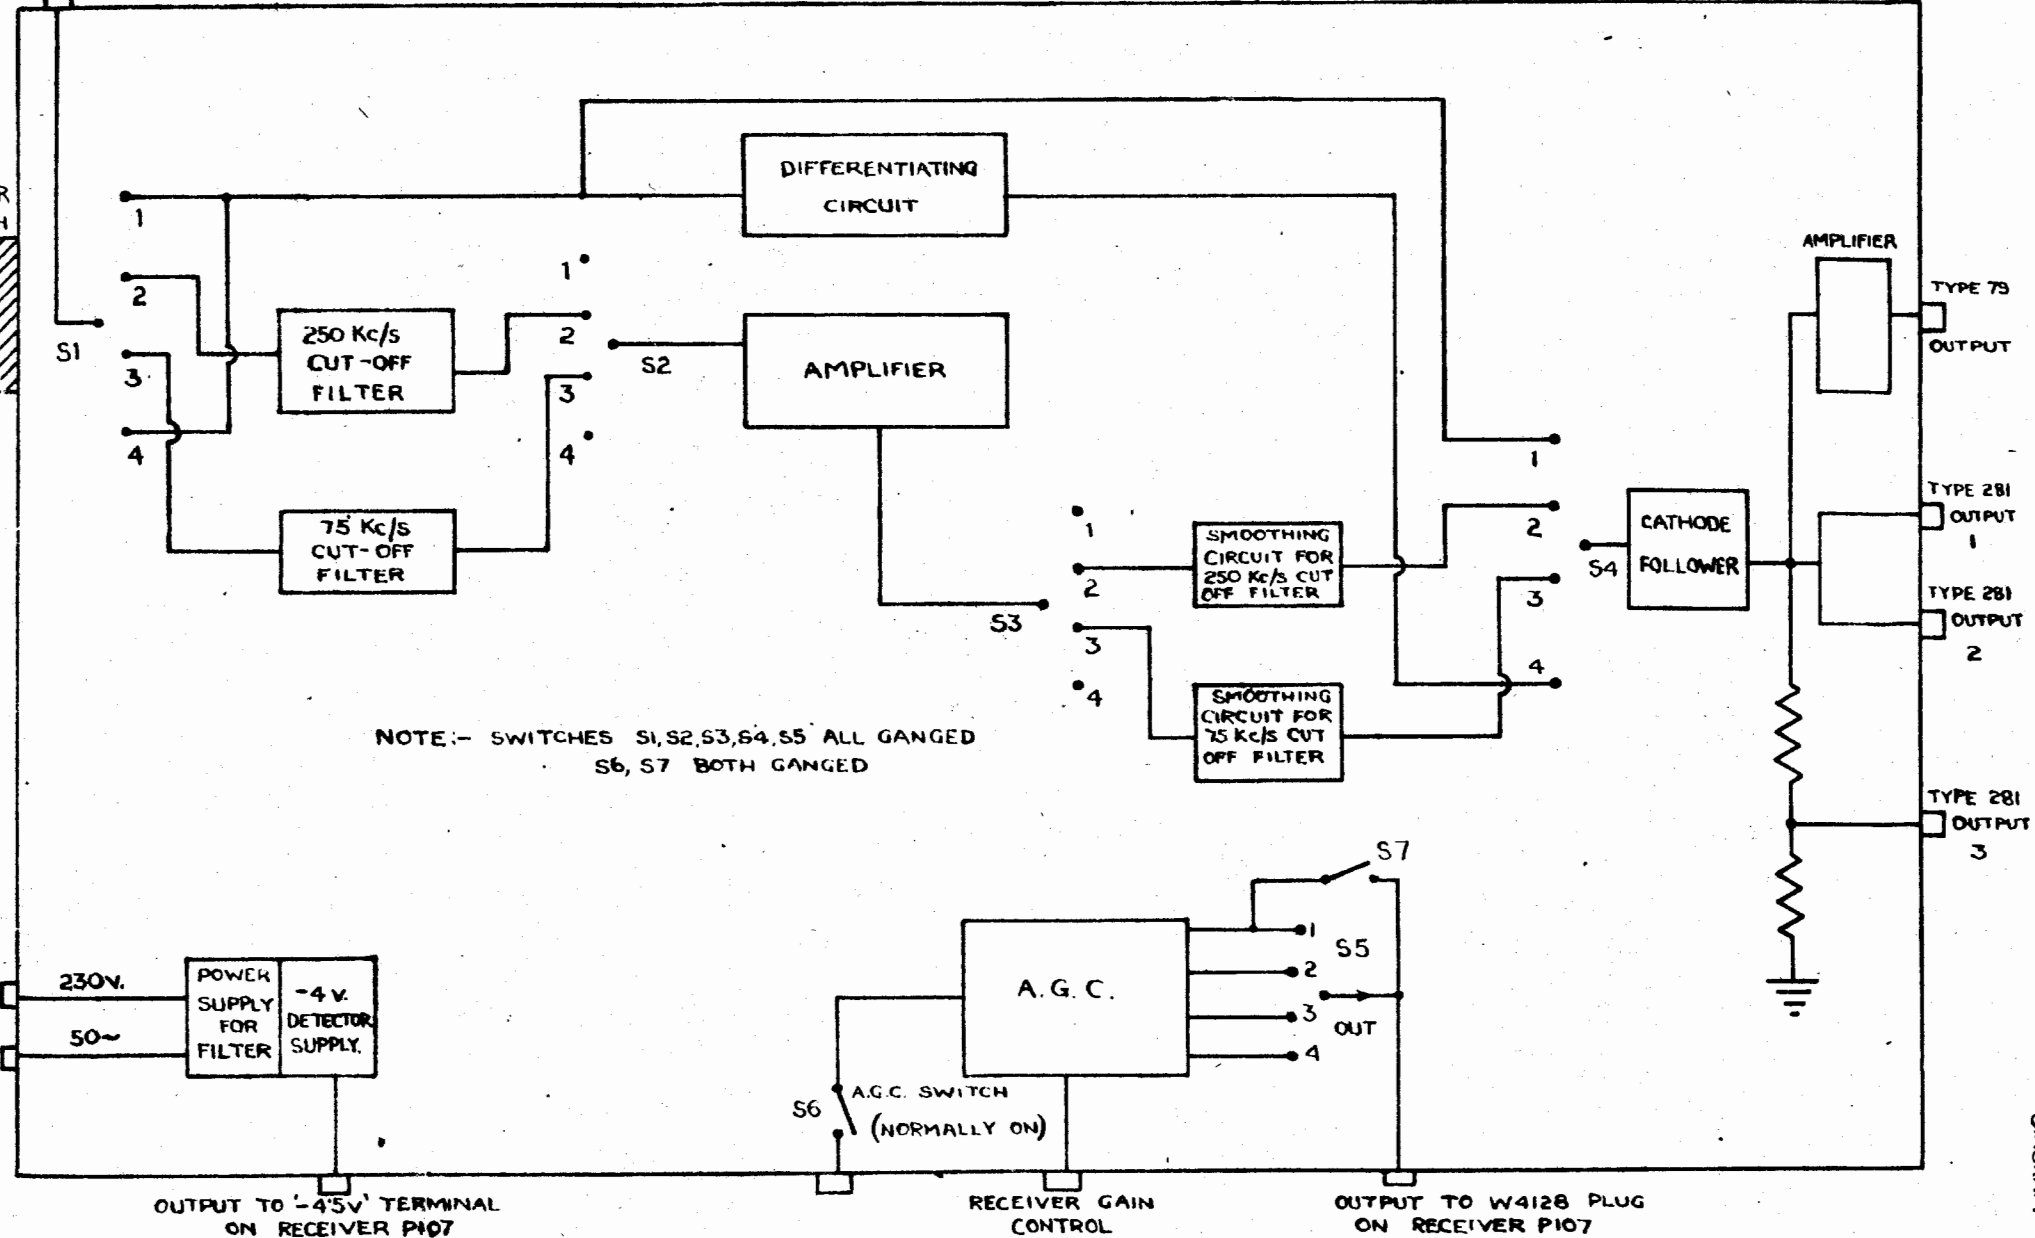 DIFFERENTIATING
CIRCUIT
R
H
1
2
S1
3
4
250 Kc/s
CUT-OFF
FILTER
75 Kc/s
CUT-OFF
FILTER
1
2
3
4
S2
AMPLIFIER
S3
1
2
3
4
SMOOTHING
CIRCUIT FOR
250 Kc/s CUT
OFF FILTER
SMOOTHING
CIRCUIT FOR
75 Kc/s CUT
OFF FILTER
1
2
3
4
S4
CATHODE
FOLLOWER
AMPLIFIER
TYPE 79
OUTPUT
TYPE 281
OUTPUT
1
TYPE 281
OUTPUT
2
TYPE 281
OUTPUT
3
NOTE:- SWITCHES S1,S2,S3,S4,S5 ALL GANGED
S6, S7 BOTH GANGED
S7
1
S5
2
3
OUT
4
A.G.C.
230V.
50~
POWER
SUPPLY
FOR
FILTER
-4 V.
DETECTOR
SUPPLY.
S6
A.G.C. SWITCH
(NORMALLY ON)
OUTPUT TO '-4.5V' TERMINAL
ON RECEIVER P107
RECEIVER GAIN
CONTROL
OUTPUT TO W4128 PLUG
ON RECEIVER P107